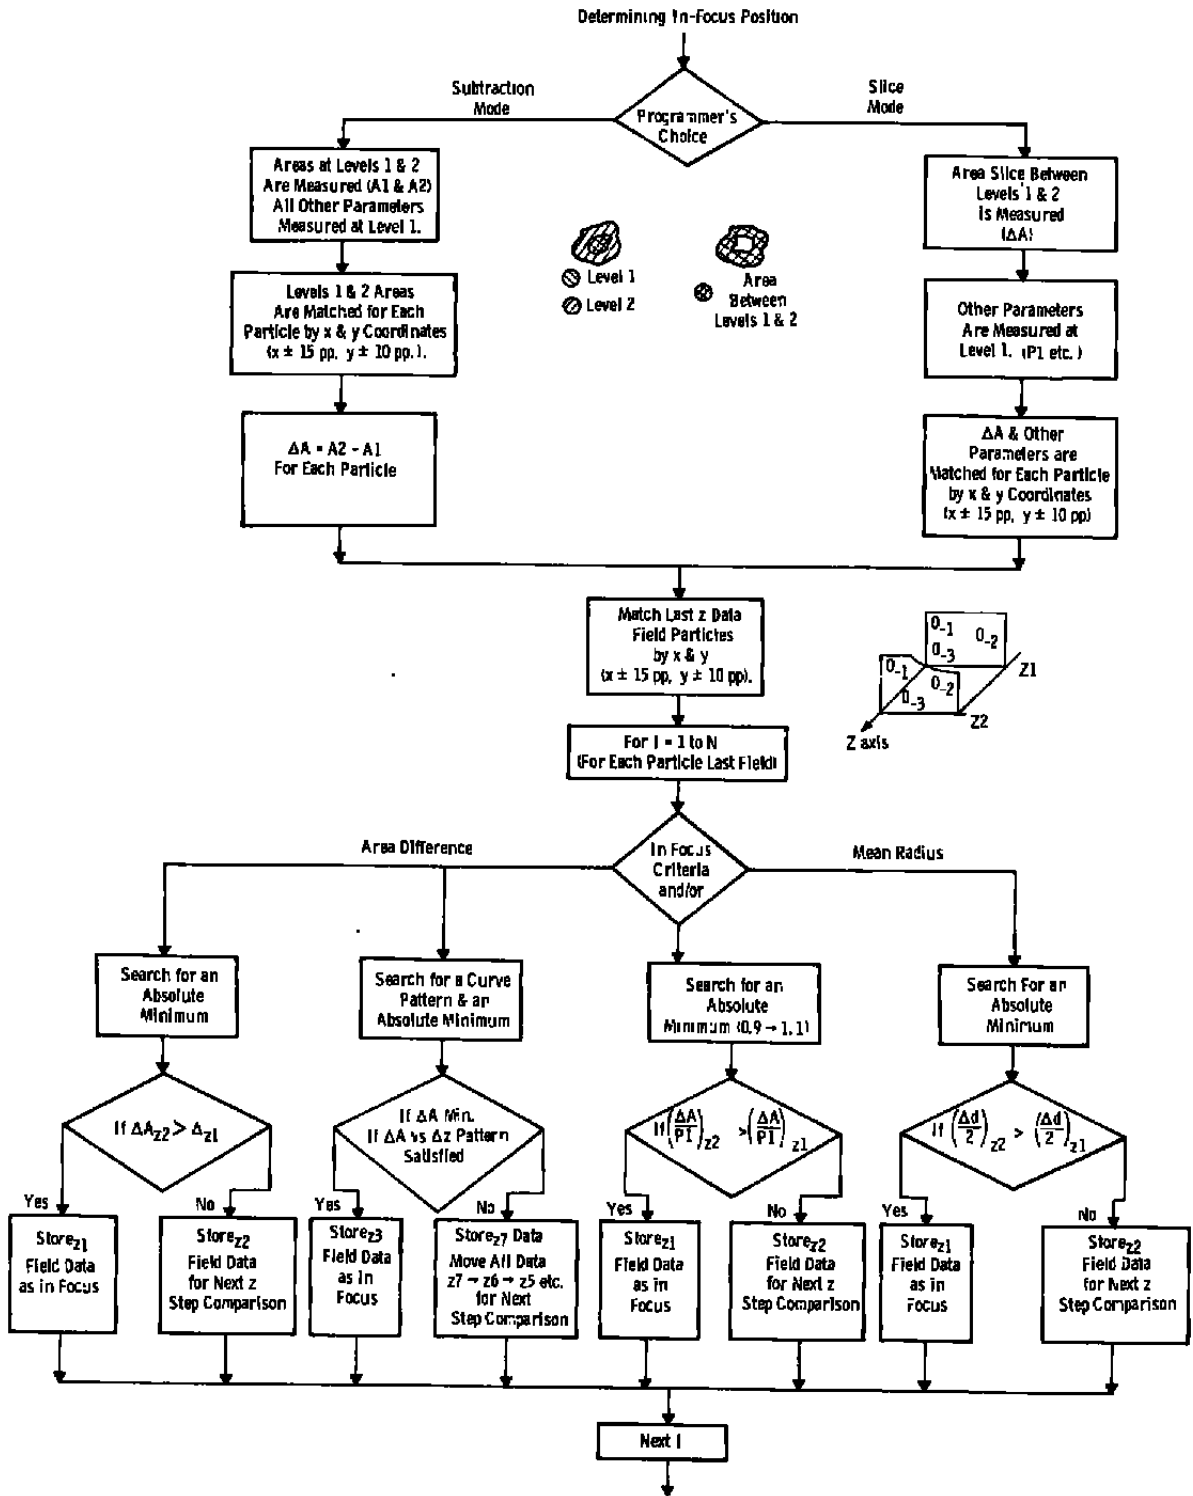 Determining In-Focus Position
Subtraction
Mode
Slice
Mode
Programmer's
Choice
Areas at Levels 1 & 2
Are Measured (A1 & A2)
All Other Parameters
Measured at Level 1.
Area Slice Between
Levels 1 & 2
Is Measured
(ΔA)
Level 1
Level 2
Area
Between
Levels 1 & 2
Levels 1 & 2 Areas
Are Matched for Each
Particle by x & y Coordinates
(x ± 15 pp, y ± 10 pp.).
Other Parameters
Are Measured at
Level 1. (P1 etc.)
ΔA = A2 - A1
For Each Particle
ΔA & Other
Parameters are
Matched for Each Particle
by x & y Coordinates
(x ± 15 pp, y ± 10 pp)
Match Last z Data
Field Particles
by x & y
(x ± 15 pp, y ± 10 pp).
0-1
0-2
0-3
Z1
0-1
0-2
0-3
Z2
Z axis
For I = 1 to N
(For Each Particle Last Field)
Area Difference
In Focus
Criteria
and/or
Mean Radius
Search for an
Absolute
Minimum
Search for a Curve
Pattern & an
Absolute Minimum
Search for an
Absolute
Minimum (0.9 → 1.1)
Search For an
Absolute
Minimum
If ΔAz2 > Δz1
If ΔA Min.
If ΔA vs Δz Pattern
Satisfied
If (ΔA/P1)z2 > (ΔA/P1)z1
If (Δd/2)z2 > (Δd/2)z1
Yes
No
Yes
No
Yes
No
Yes
No
Storez1
Field Data
as in Focus
Storez2
Field Data
for Next z
Step Comparison
Storez3
Field Data
as in
Focus
Storez7 Data
Move All Data
z7 → z6 → z5 etc.
for Next
Step Comparison
Storez1
Field Data
as in
Focus
Storez2
Field Data
for Next z
Step Comparison
Storez1
Field Data
as in
Focus
Storez2
Field Data
for Next z
Step Comparison
Next I